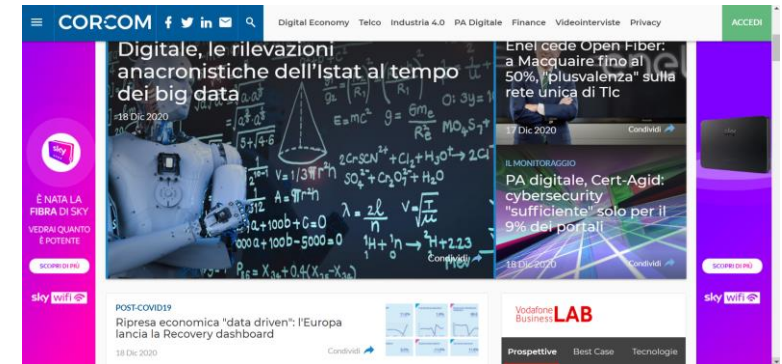 CORCOM
Digital Economy Telco Industria 4.0 PA Digitale Finance Videointerviste Privacy
ACCEDI
Digitale, le rilevazioni
anacronistiche dell'Istat al tempo
dei big data
18 Dic 2020
Condividi
Enel cede Open Fiber:
a Macquaire fino al
50%, "plusvalenza" sulla
rete unica di Tlc
17 Dic 2020
Condividi
IL MONITORAGGIO
PA digitale, Cert-Agid:
cybersecurity
"sufficiente" solo per il
9% dei portali
18 Dic 2020
Condividi
POST-COVID19
Ripresa economica "data driven": l'Europa
lancia la Recovery dashboard
18 Dic 2020
Condividi
Vodafone
Business LAB
Prospettive Best Case Tecnologie
sky
È NATA LA
FIBRA DI SKY
VEDRAI QUANTO
È POTENTE
SCOPRI DI PIÙ
sky wifi
SCOPRI DI PIÙ
sky wifi